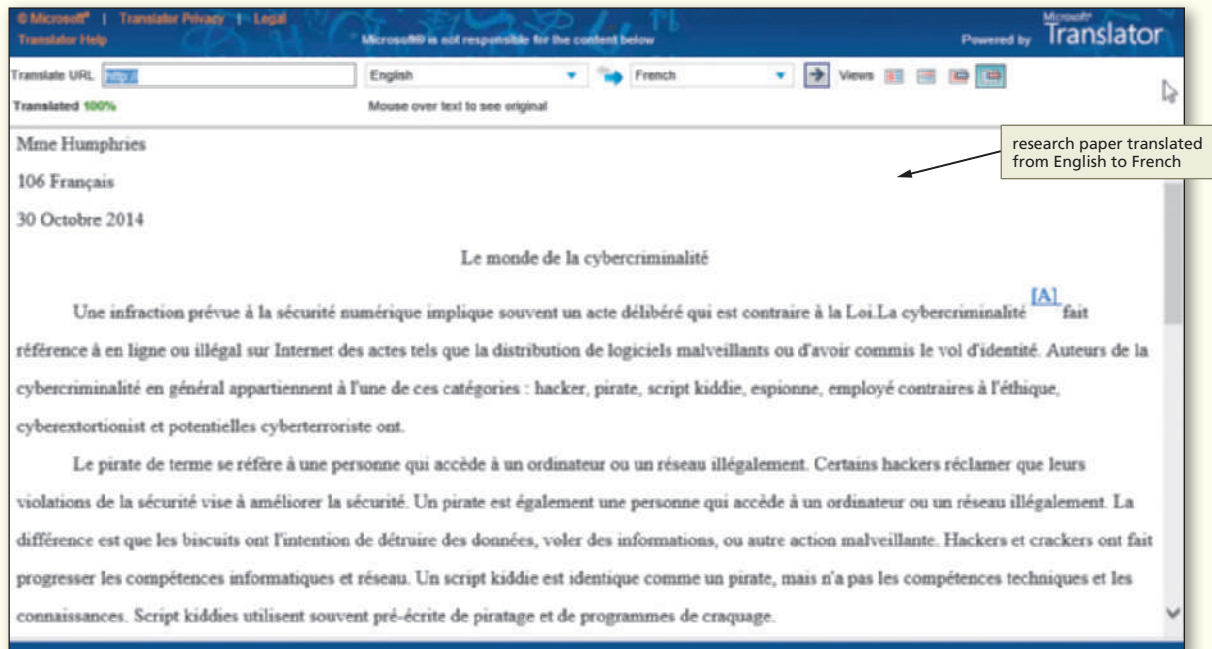 © Microsoft® | Translator Privacy | Legal
Translator Help
Microsoft® is not responsible for the content below
Powered by Microsoft® Translator
Translate URL http:// English French Views
Translated 100% Mouse over text to see original
research paper translated
from English to French
Mme Humphries
106 Français
30 Octobre 2014
Le monde de la cybercriminalité
Une infraction prévue à la sécurité numérique implique souvent un acte délibéré qui est contraire à la Loi.La cybercriminalité [A] fait
référence à en ligne ou illégal sur Internet des actes tels que la distribution de logiciels malveillants ou d'avoir commis le vol d'identité. Auteurs de la
cybercriminalité en général appartiennent à l'une de ces catégories : hacker, pirate, script kiddie, espionne, employé contraires à l'éthique,
cyberextortionist et potentielles cyberterroriste ont.
Le pirate de terme se réfère à une personne qui accède à un ordinateur ou un réseau illégalement. Certains hackers réclamer que leurs
violations de la sécurité vise à améliorer la sécurité. Un pirate est également une personne qui accède à un ordinateur ou un réseau illégalement. La
différence est que les biscuits ont l'intention de détruire des données, voler des informations, ou autre action malveillante. Hackers et crackers ont fait
progresser les compétences informatiques et réseau. Un script kiddie est identique comme un pirate, mais n'a pas les compétences techniques et les
connaissances. Script kiddies utilisent souvent pré-écrite de piratage et de programmes de craquage.